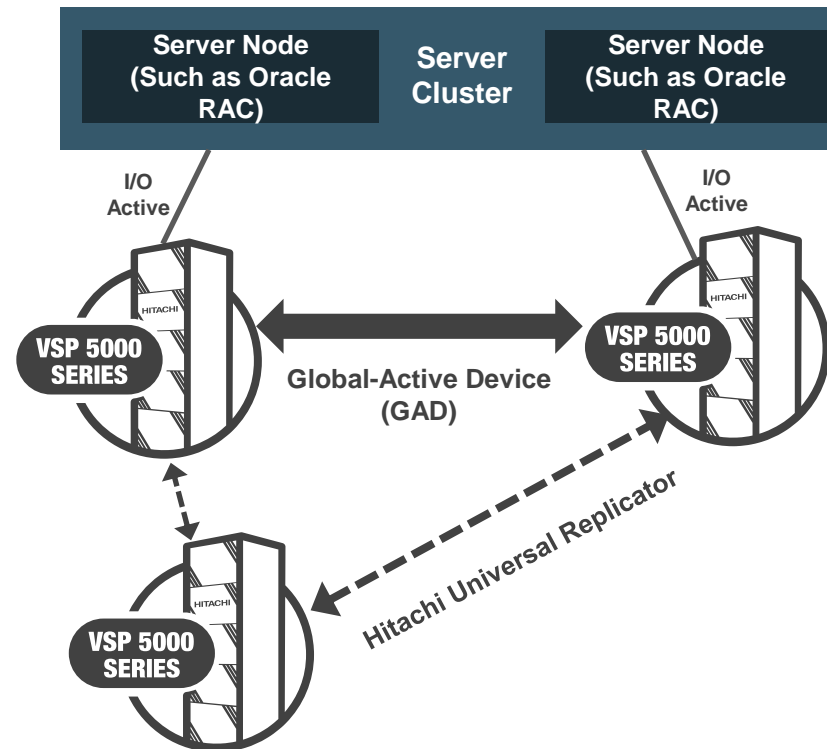 Server Node
(Such as Oracle
RAC)
Server
Cluster
Server Node
(Such as Oracle
RAC)
I/O
Active
I/O
Active
HITACHI
VSP 5000
SERIES
HITACHI
VSP 5000
SERIES
Global-Active Device
(GAD)
Hitachi Universal Replicator
HITACHI
VSP 5000
SERIES